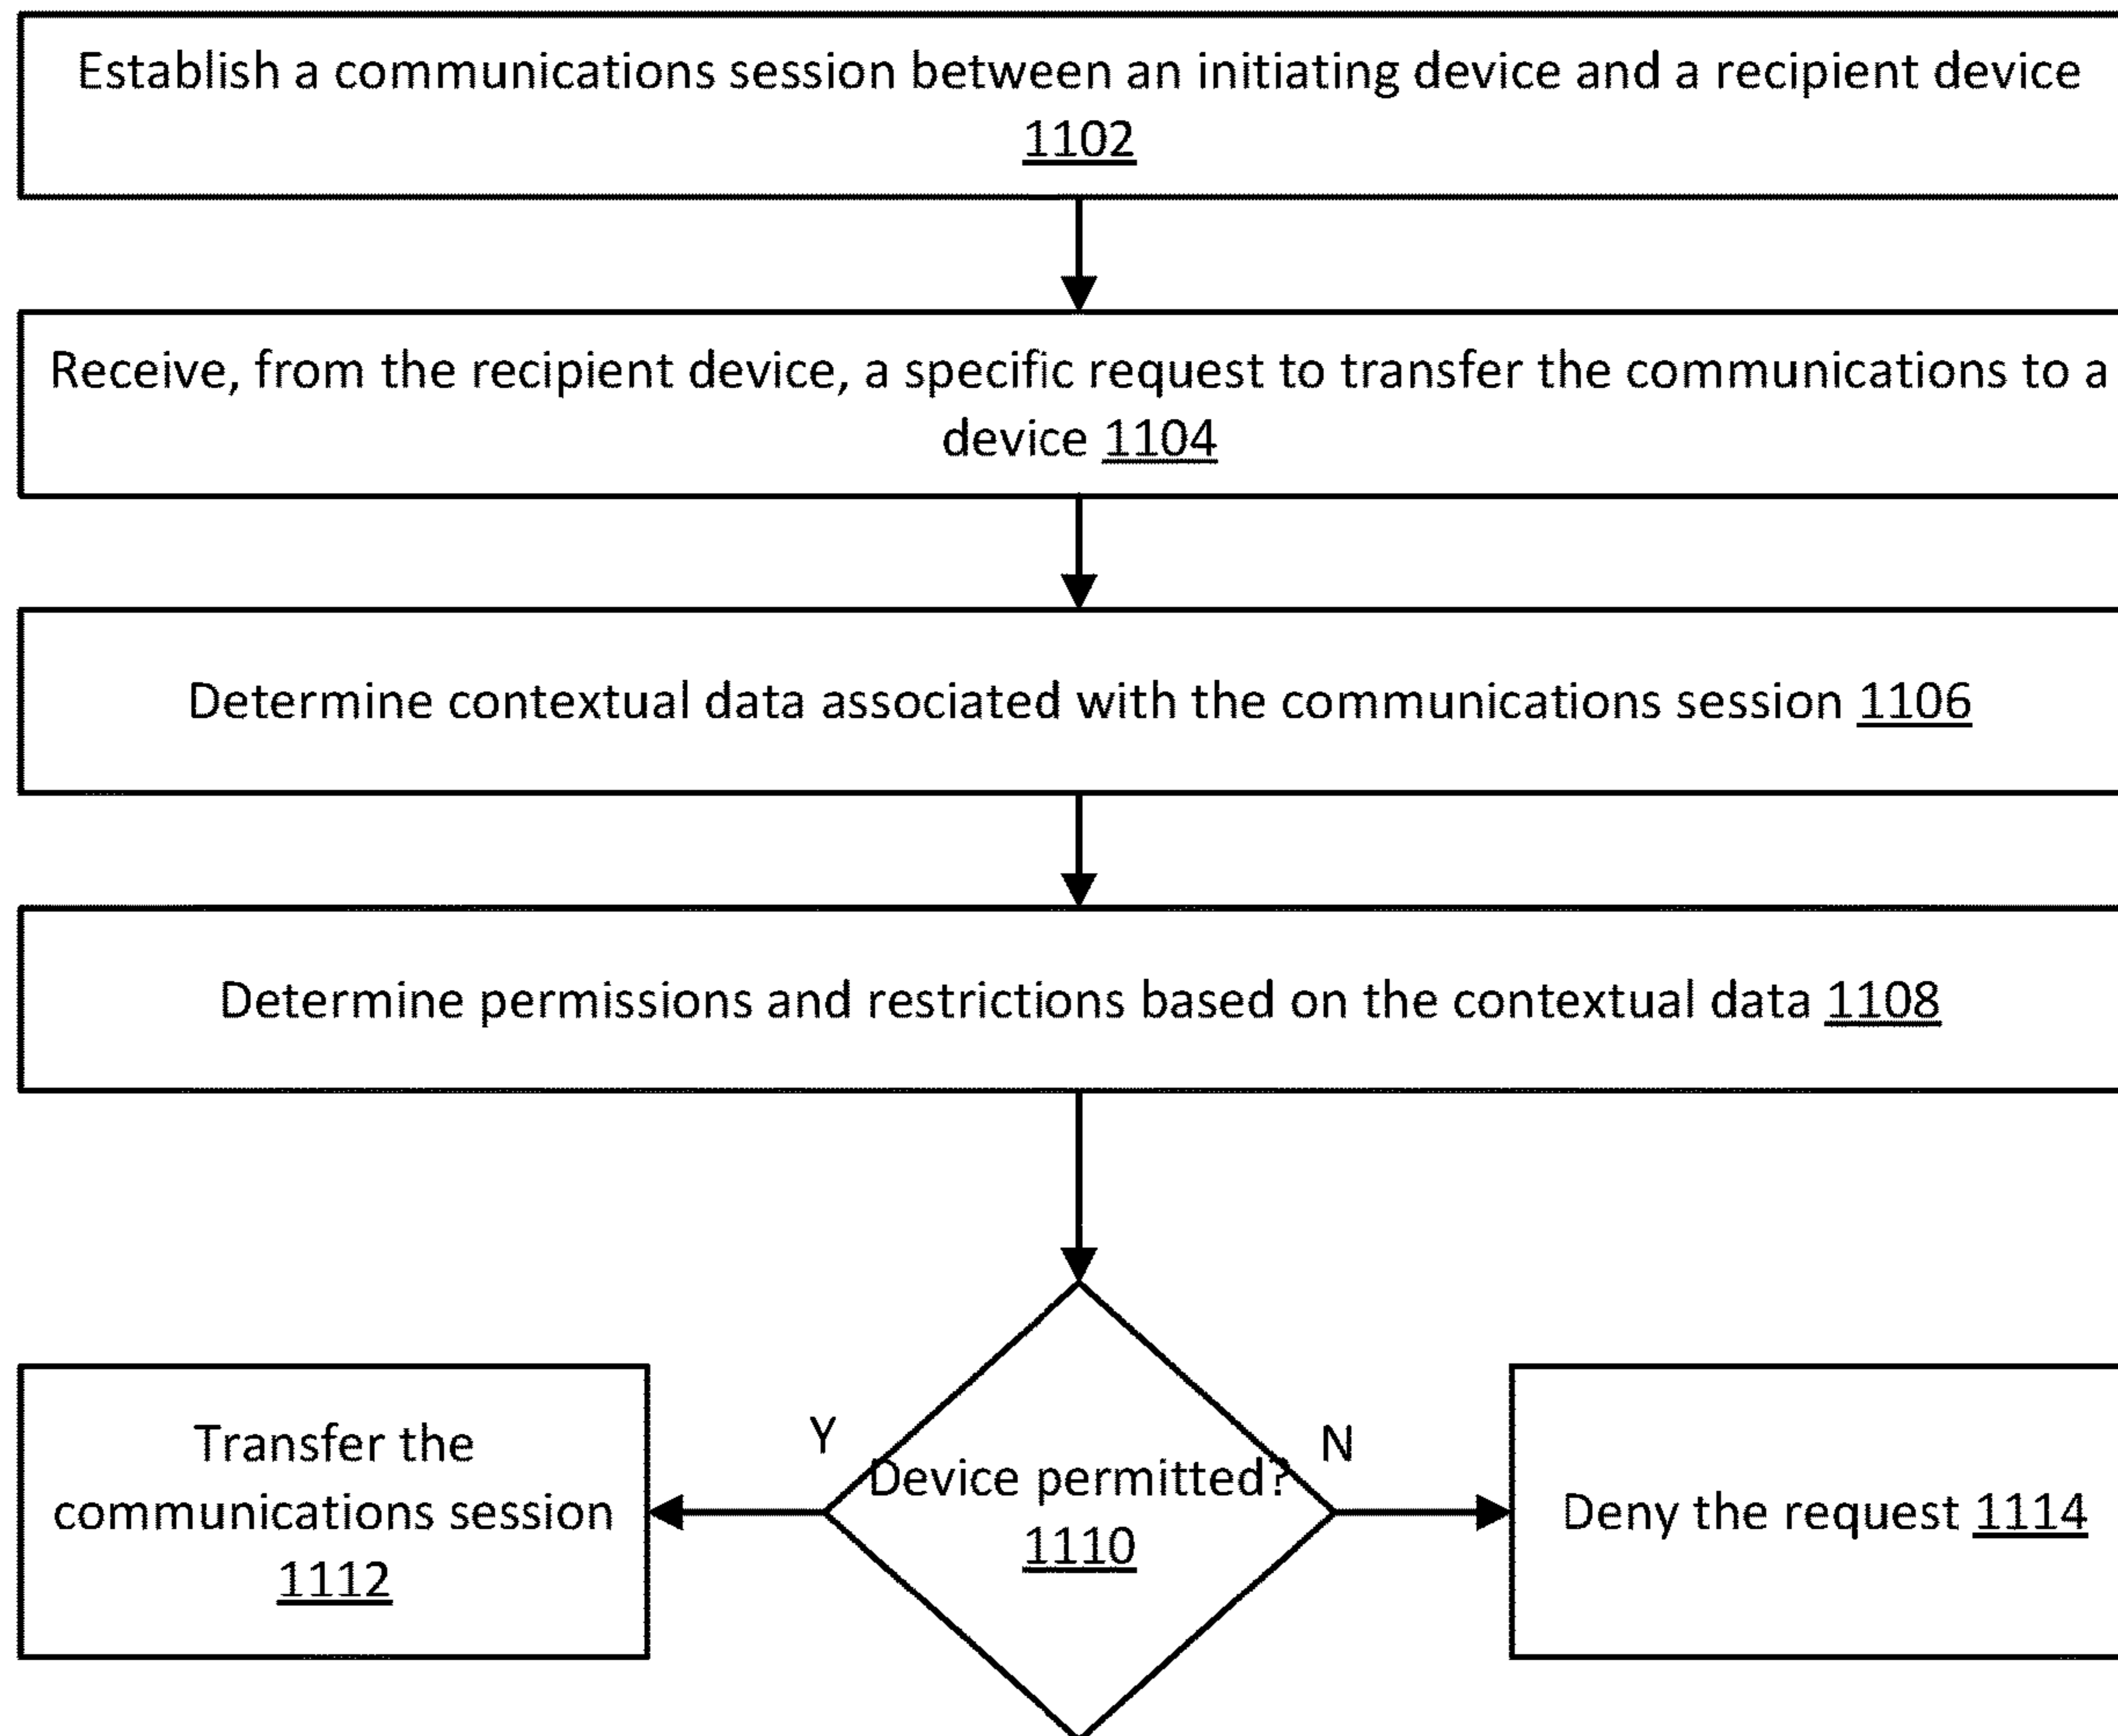 Establish a communications session between an initiating device and a recipient device
1102
Receive, from the recipient device, a specific request to transfer the communications to a
device 1104
Determine contextual data associated with the communications session 1106
Determine permissions and restrictions based on the contextual data 1108
Y
N
Device permitted?
1110
Transfer the
communications session
1112
Deny the request 1114